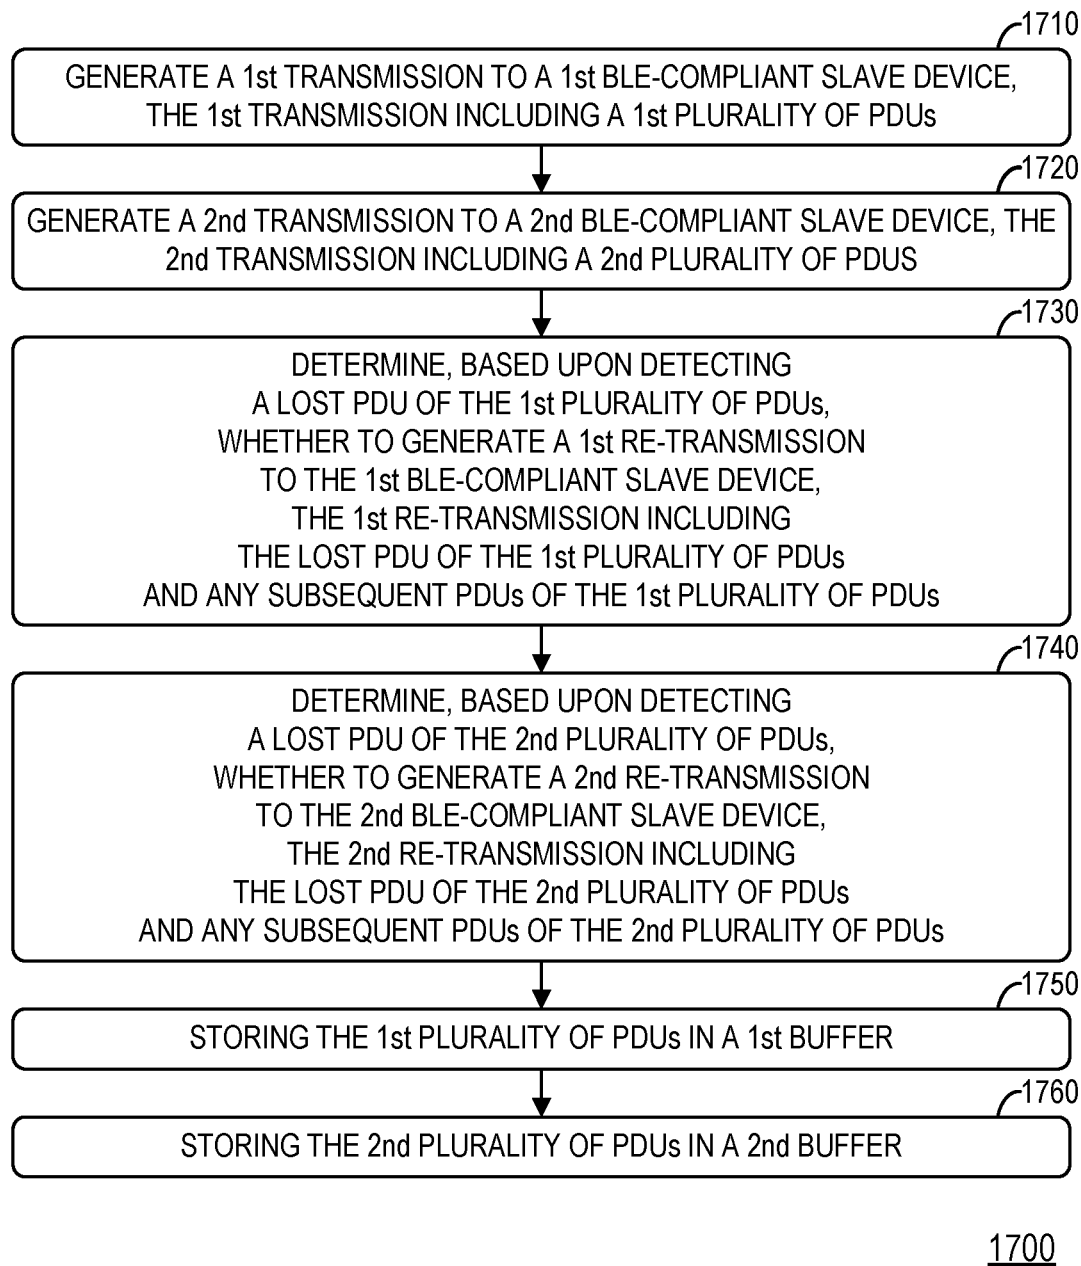 1710
GENERATE A 1st TRANSMISSION TO A 1st BLE-COMPLIANT SLAVE DEVICE,
THE 1st TRANSMISSION INCLUDING A 1st PLURALITY OF PDUs
1720
GENERATE A 2nd TRANSMISSION TO A 2nd BLE-COMPLIANT SLAVE DEVICE, THE
2nd TRANSMISSION INCLUDING A 2nd PLURALITY OF PDUS
1730
DETERMINE, BASED UPON DETECTING
A LOST PDU OF THE 1st PLURALITY OF PDUs,
WHETHER TO GENERATE A 1st RE-TRANSMISSION
TO THE 1st BLE-COMPLIANT SLAVE DEVICE,
THE 1st RE-TRANSMISSION INCLUDING
THE LOST PDU OF THE 1st PLURALITY OF PDUs
AND ANY SUBSEQUENT PDUs OF THE 1st PLURALITY OF PDUs
1740
DETERMINE, BASED UPON DETECTING
A LOST PDU OF THE 2nd PLURALITY OF PDUs,
WHETHER TO GENERATE A 2nd RE-TRANSMISSION
TO THE 2nd BLE-COMPLIANT SLAVE DEVICE,
THE 2nd RE-TRANSMISSION INCLUDING
THE LOST PDU OF THE 2nd PLURALITY OF PDUs
AND ANY SUBSEQUENT PDUs OF THE 2nd PLURALITY OF PDUs
1750
STORING THE 1st PLURALITY OF PDUs IN A 1st BUFFER
1760
STORING THE 2nd PLURALITY OF PDUs IN A 2nd BUFFER
1700